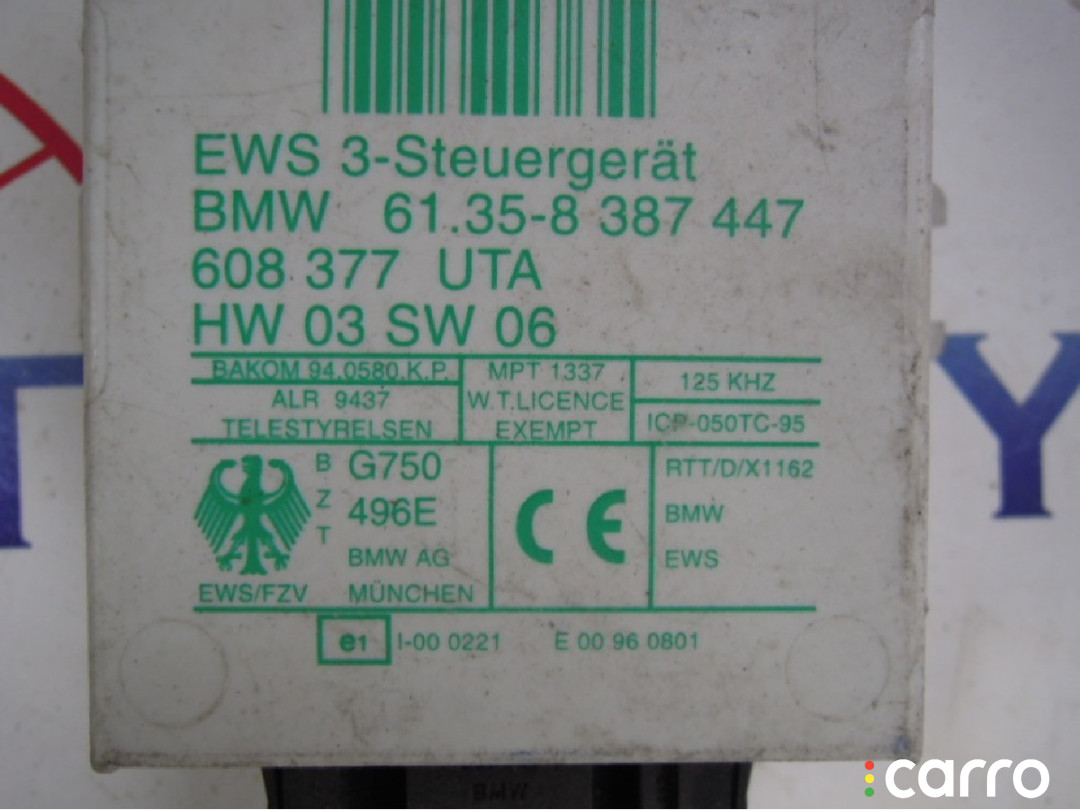 EWS 3-Steuergerät
BMW 61.35-8 387 447
608 377 UTA
HW 03 SW 06
BAKOM 94.0580.K.P.
ALR 9437
TELESTYRELSEN
MPT 1337
W.T.LICENCE
EXEMPT
125 KHZ
ICP-050TC-95
BZT
G750
496E
BMW AG
MÜNCHEN
EWS/FZV
CE
RTT/D/X1162
BMW
EWS
e1 I-00 0221 E 00 96 0801
BMW
carro
T
Y